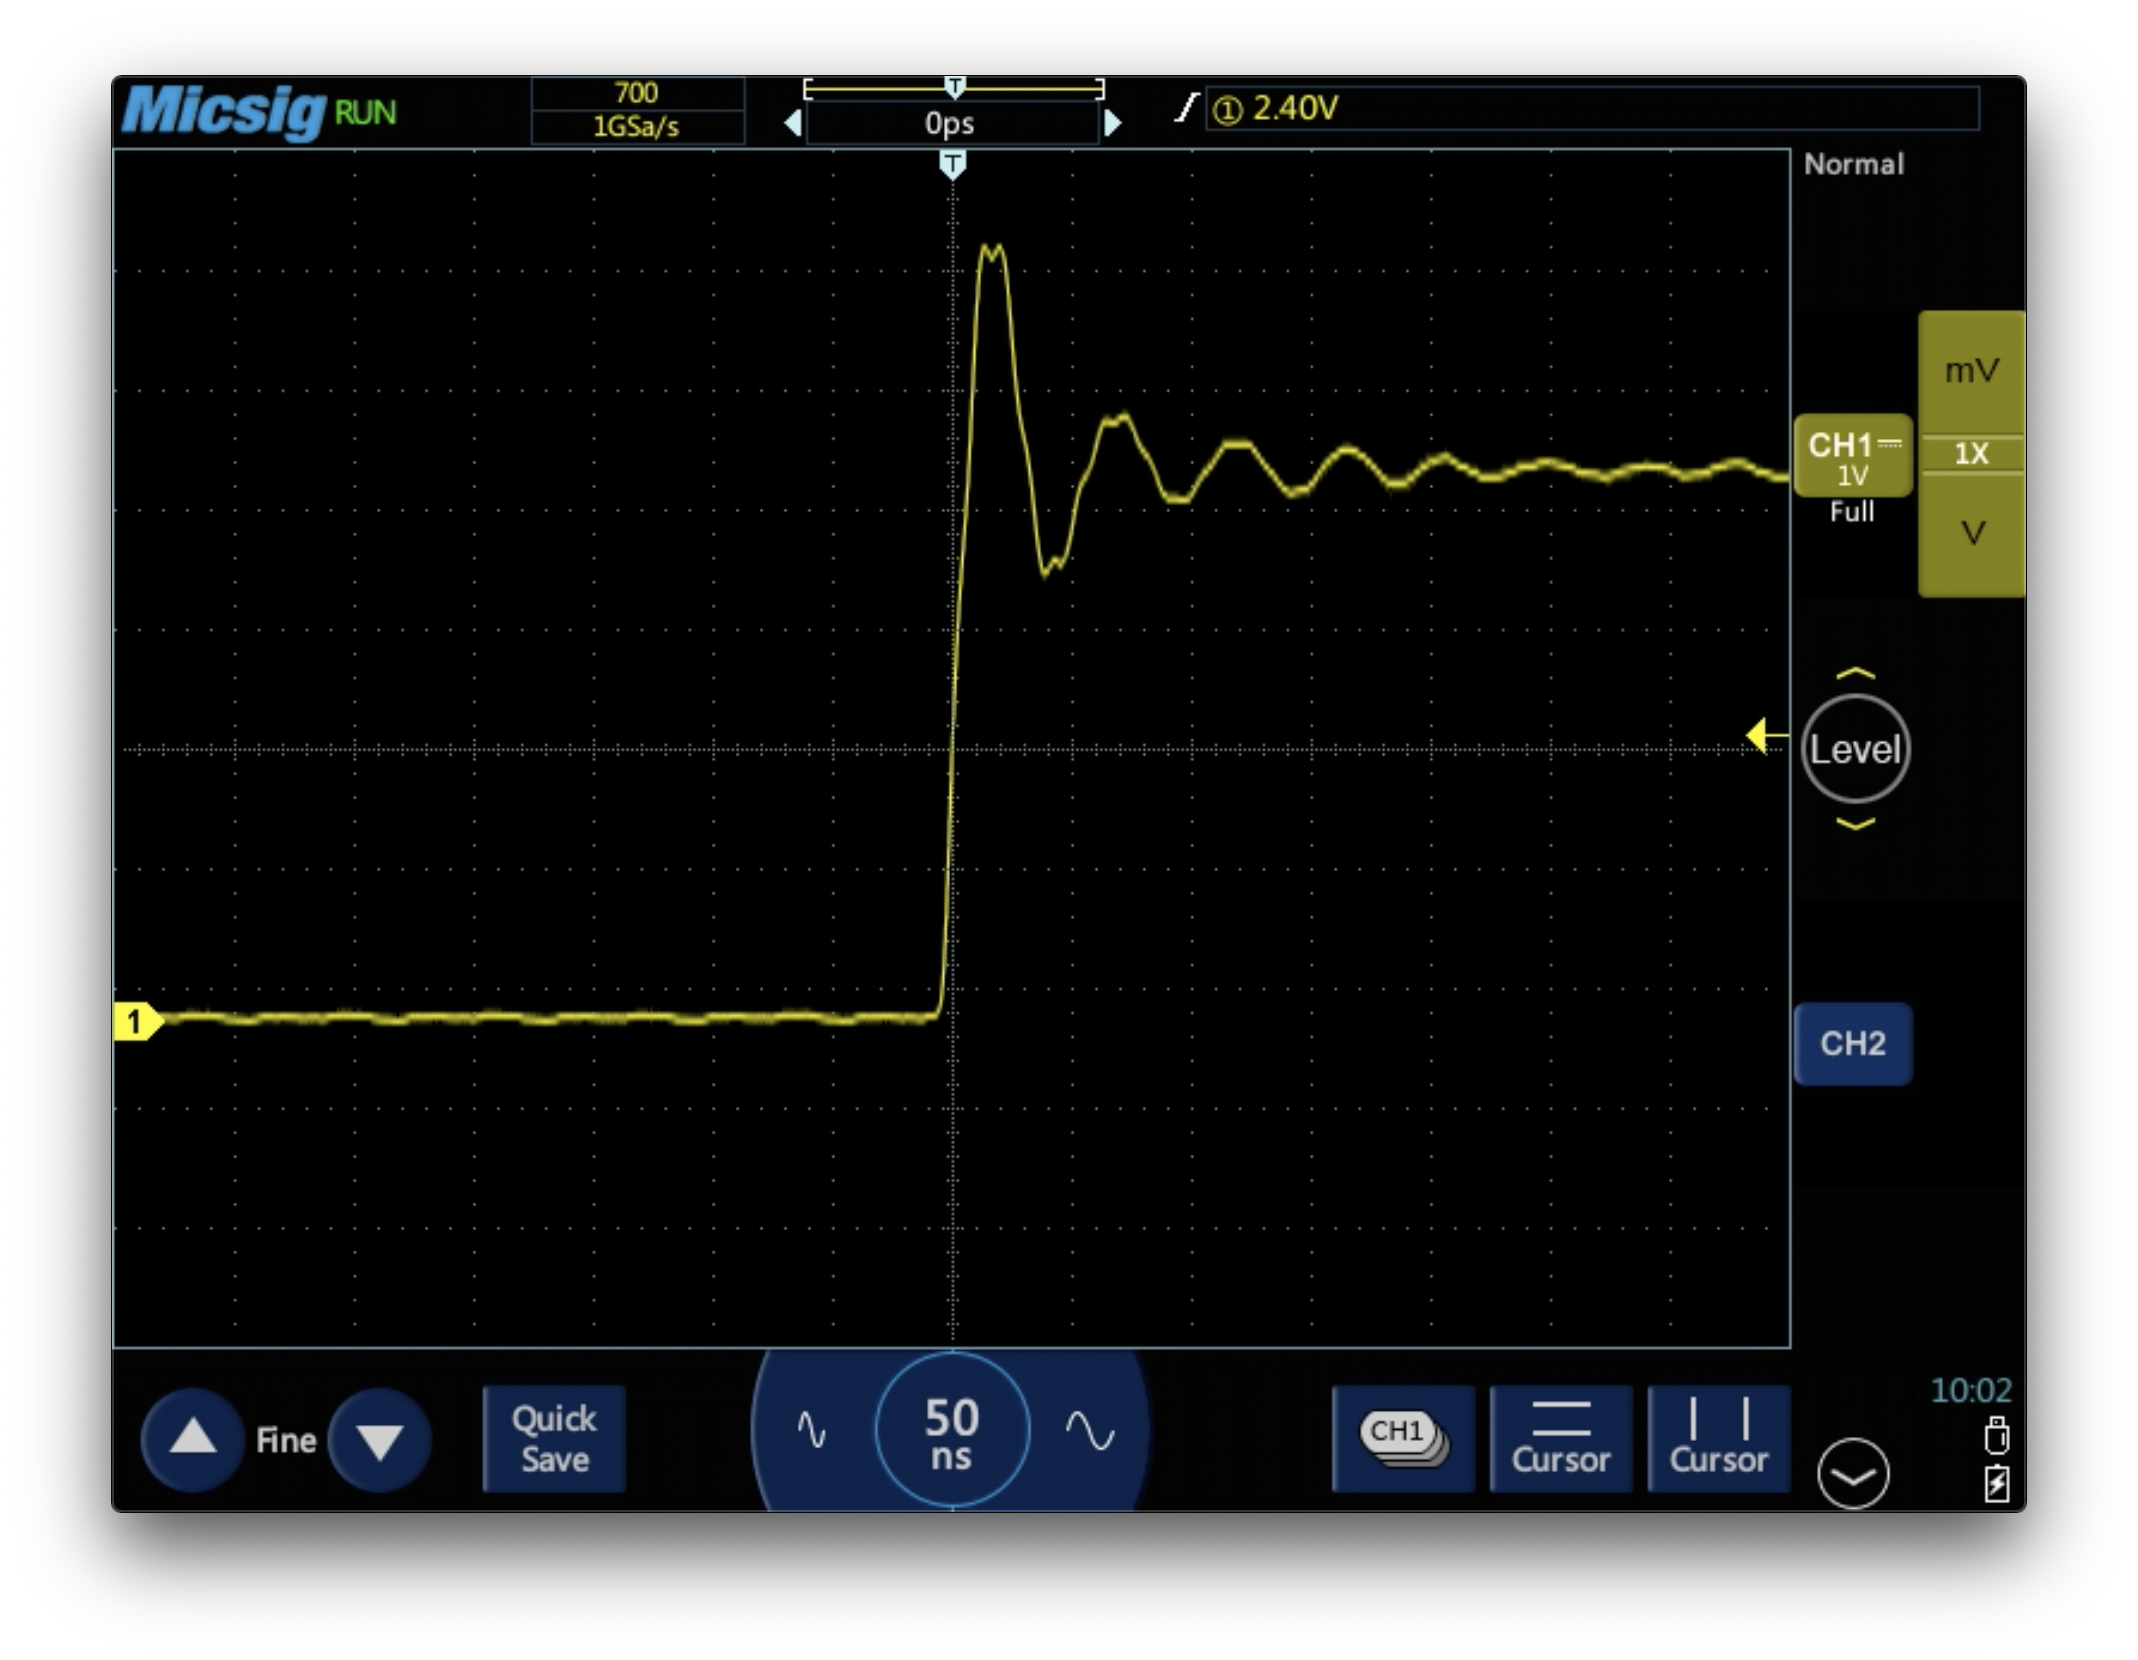 Micsig RUN
700
1GSa/s
T
0ps
① 2.40V
T
Normal
mV
CH1
1V
1X
Full
V
Level
1
CH2
Fine
Quick
Save
50
ns
CH1
Cursor
Cursor
10:02